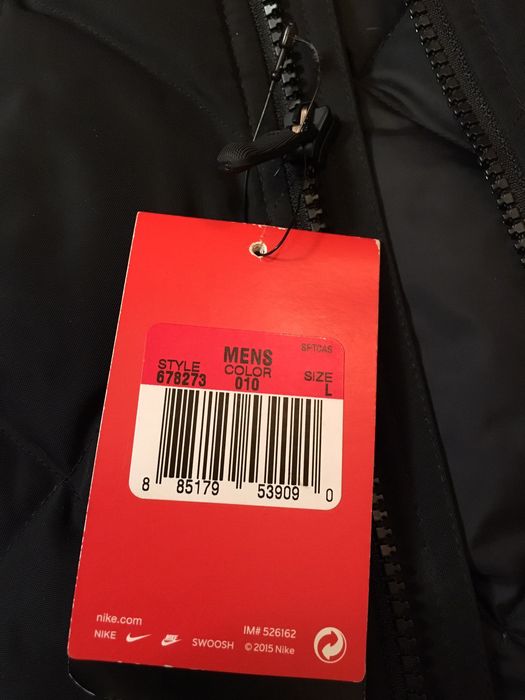 MENS
SPTCAS
STYLE COLOR SIZE
678273 010 L
8 85179 53909 0
nike.com
IM# 526162
NIKE NIKE SWOOSH © 2015 Nike